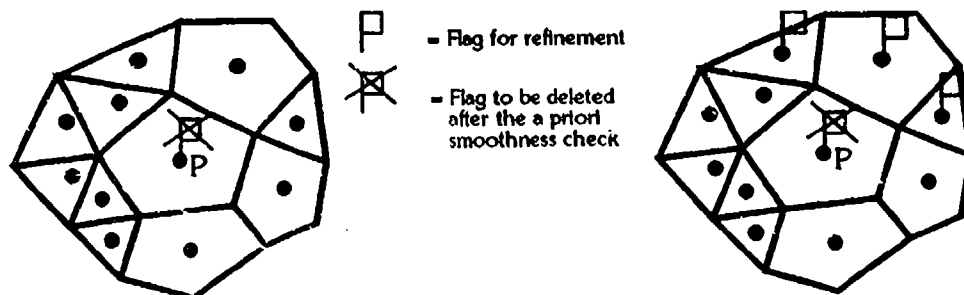 = Flag for refinement
= Flag to be deleted
after the a priori
smoothness check
P
P